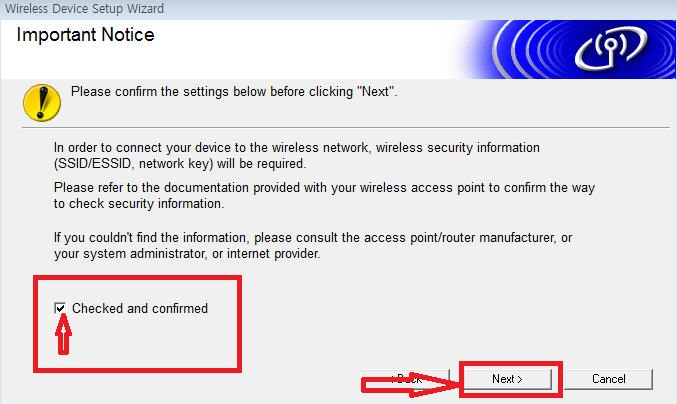 Wireless Device Setup Wizard
Important Notice
Please confirm the settings below before clicking "Next".
In order to connect your device to the wireless network, wireless security information
(SSID/ESSID, network key) will be required.
Please refer to the documentation provided with your wireless access point to confirm the way
to check security information.
If you couldn't find the information, please consult the access point/router manufacturer, or
your system administrator, or internet provider.
Checked and confirmed
Next >
Cancel